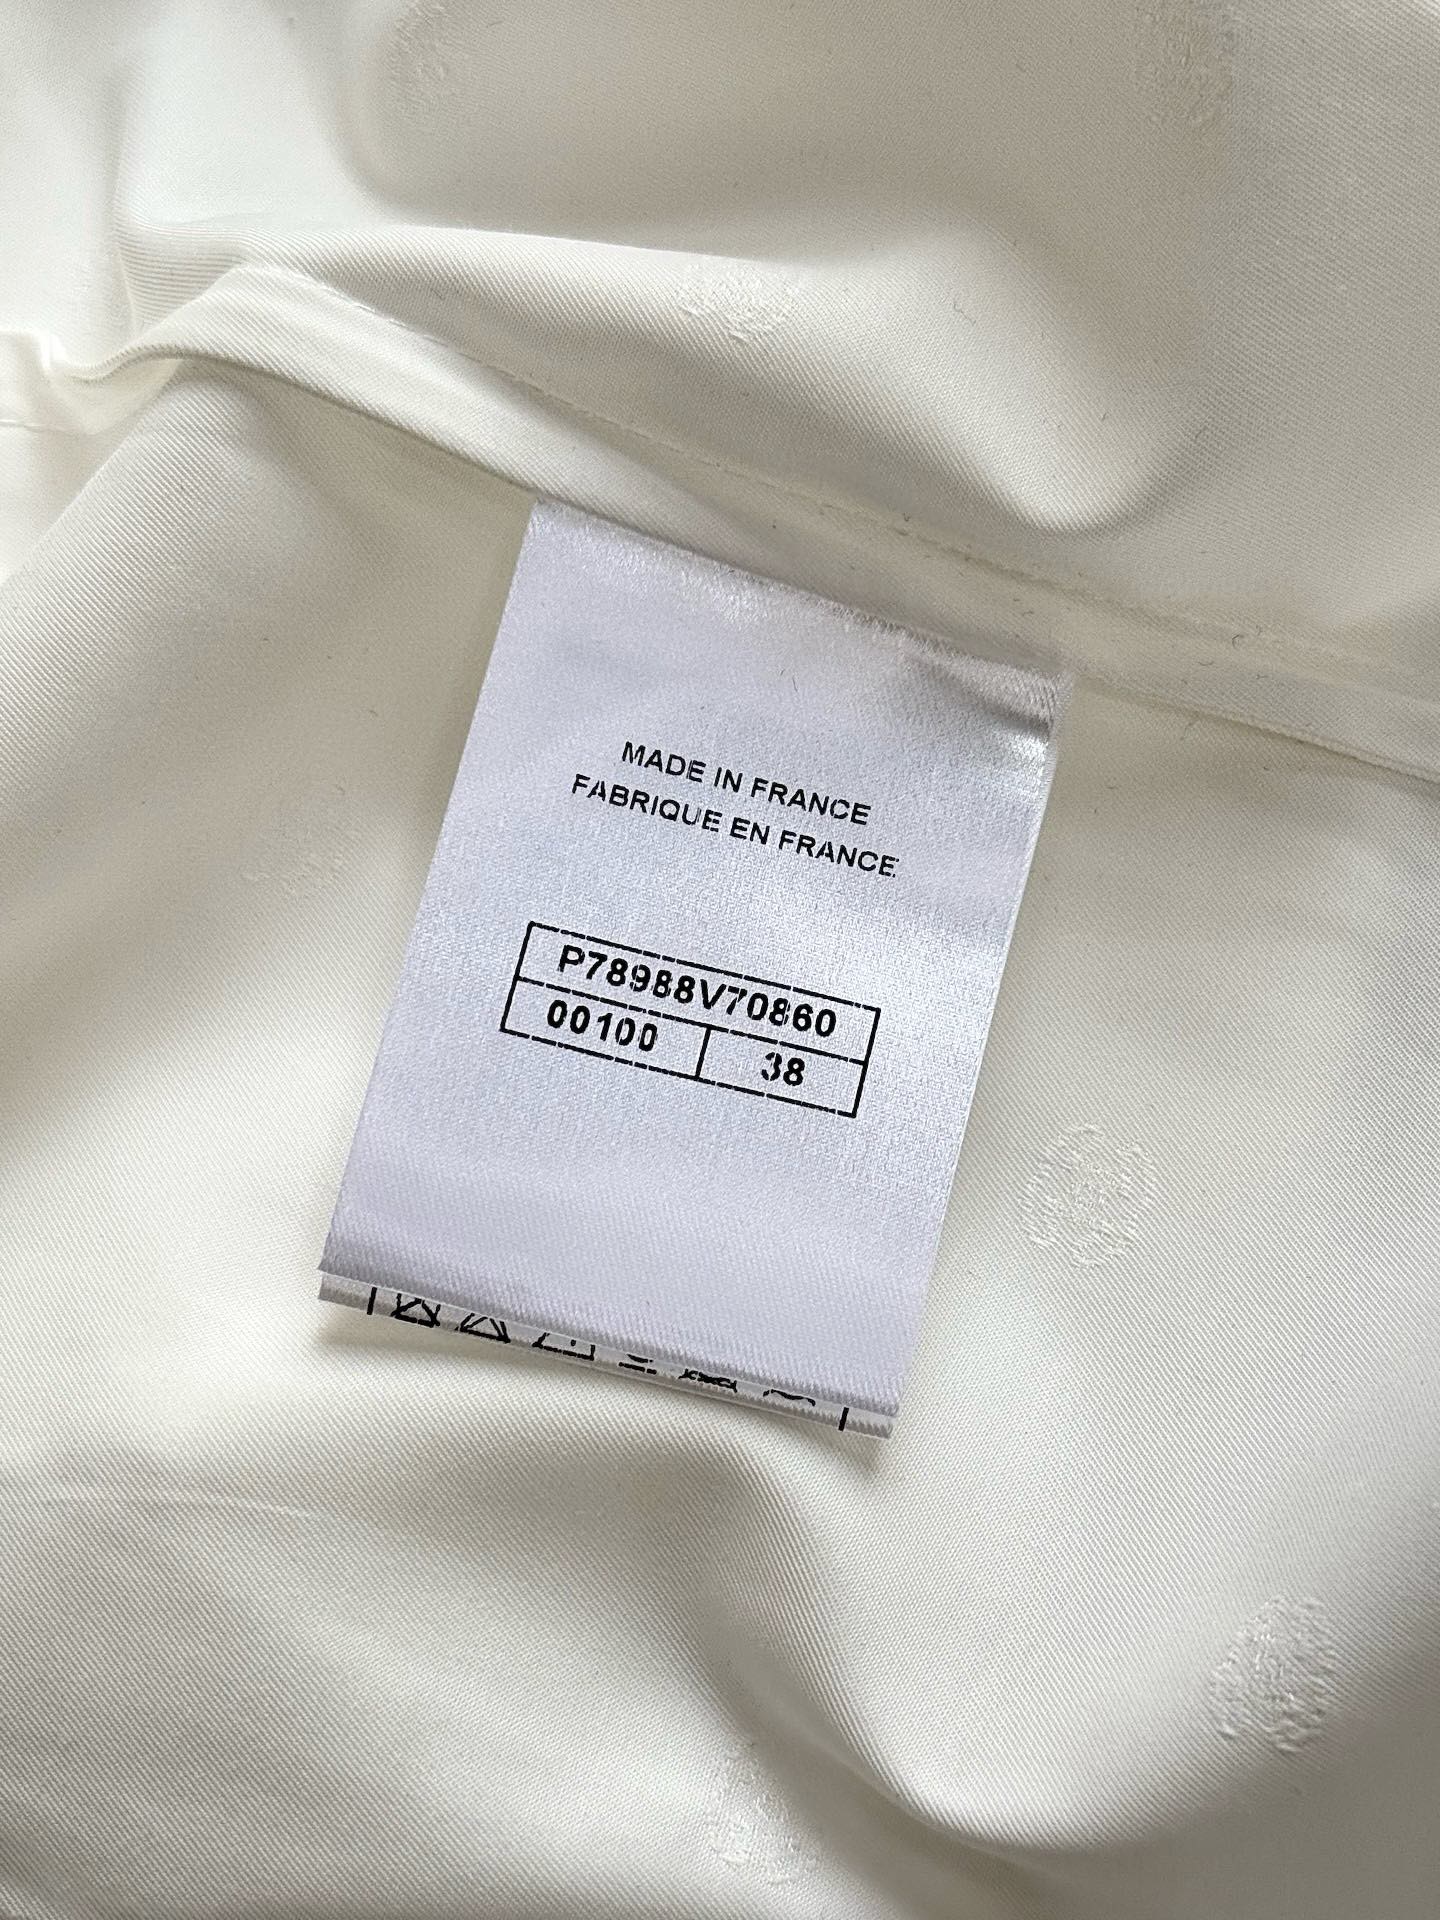 MADE IN FRANCE
FABRIQUE EN FRANCE
P78988V70860
00100 38